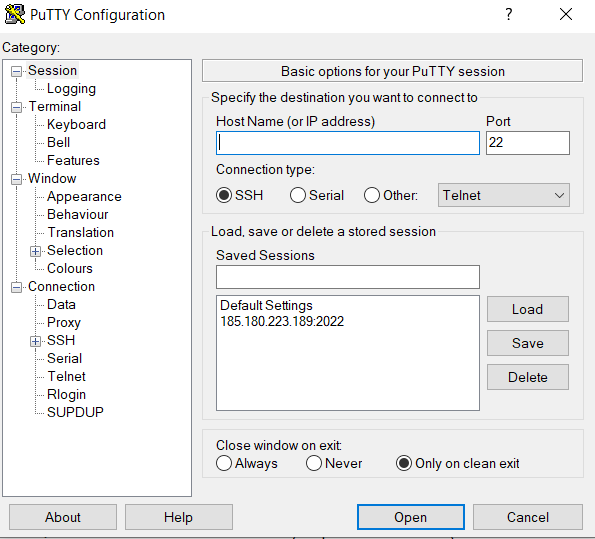 PuTTY Configuration
Category:
Session
Logging
Terminal
Keyboard
Bell
Features
Window
Appearance
Behaviour
Translation
Selection
Colours
Connection
Data
Proxy
SSH
Serial
Telnet
Rlogin
SUPDUP
Basic options for your PuTTY session
Specify the destination you want to connect to
Host Name (or IP address) Port
22
Connection type:
SSH Serial Other: Telnet
Load, save or delete a stored session
Saved Sessions
Default Settings
185.180.223.189:2022
Load
Save
Delete
Close window on exit:
Always Never Only on clean exit
About Help Open Cancel